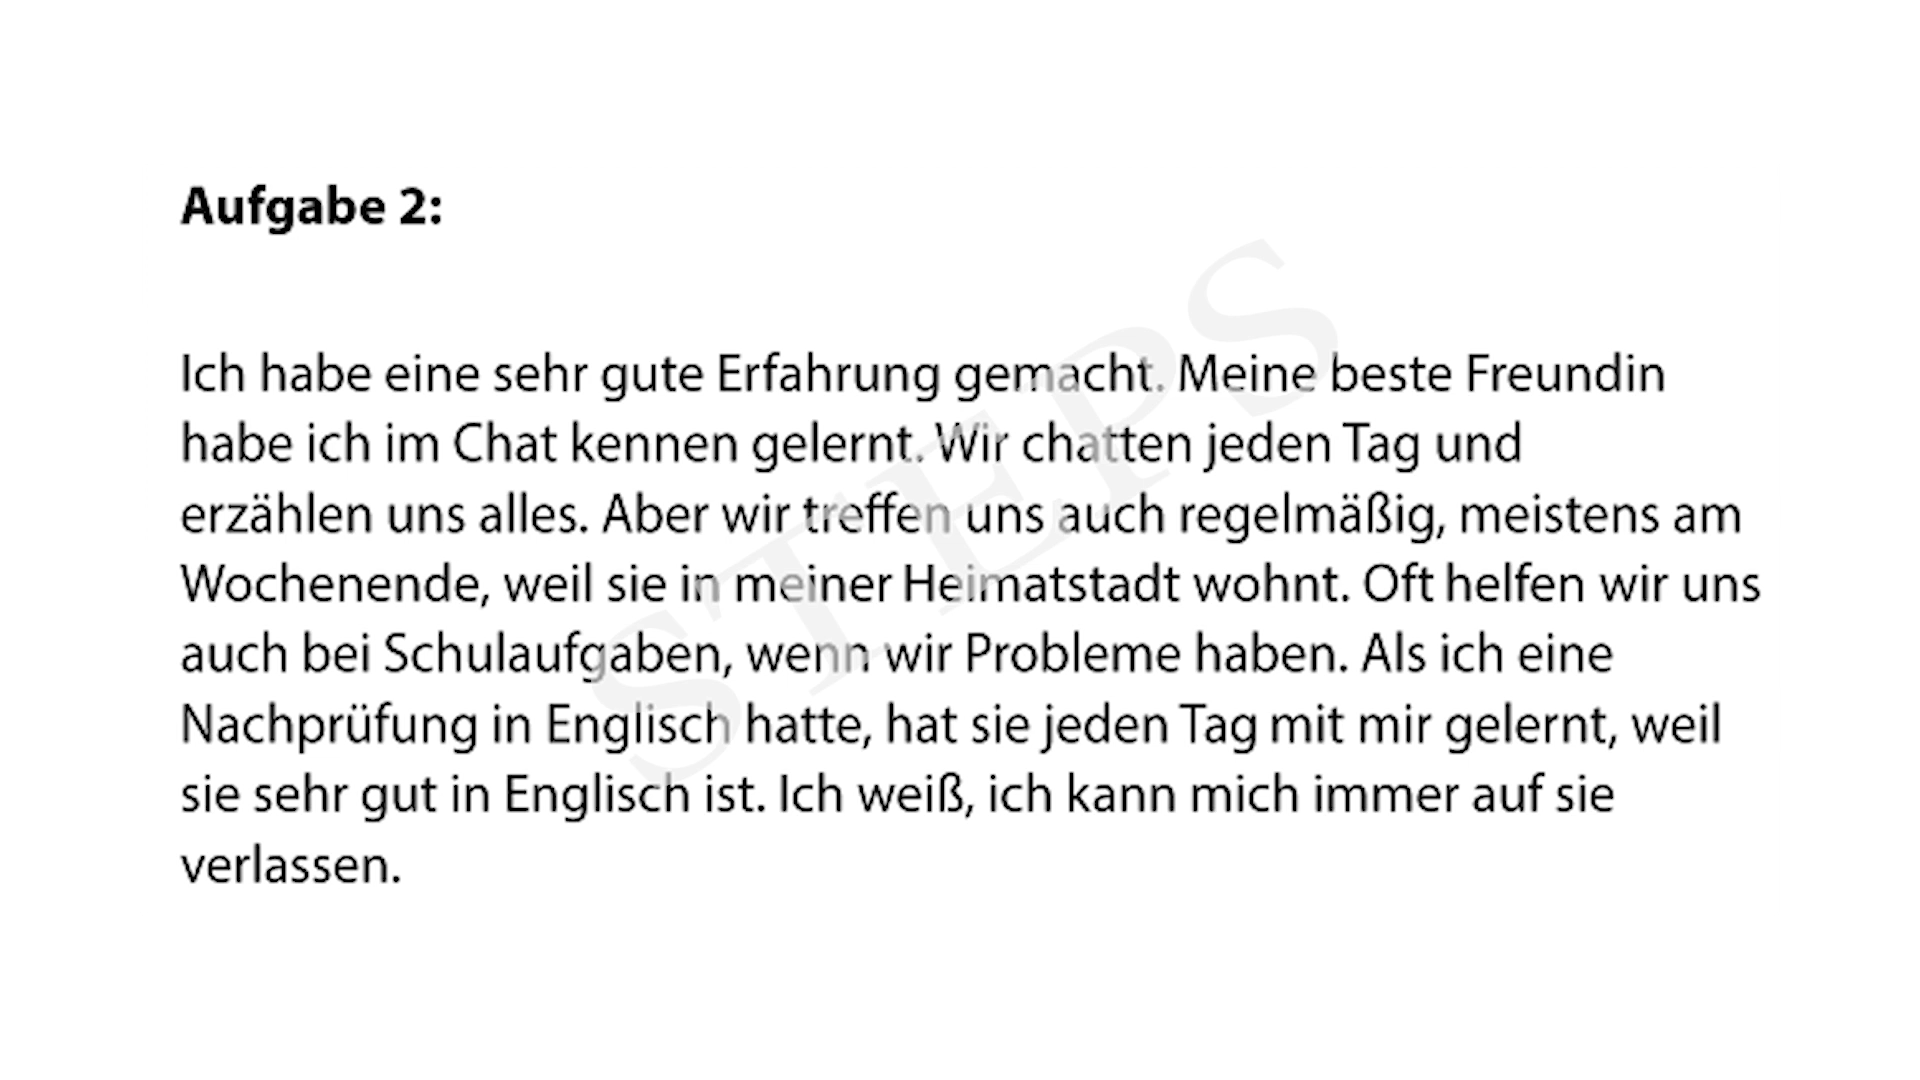 Aufgabe 2:
Ich habe eine sehr gute Erfahrung gemacht. Meine beste Freundin
habe ich im Chat kennen gelernt. Wir chatten jeden Tag und
erzählen uns alles. Aber wir treffen uns auch regelmäßig, meistens am
Wochenende, weil sie in meiner Heimatstadt wohnt. Oft helfen wir uns
auch bei Schulaufgaben, wenn wir Probleme haben. Als ich eine
Nachprüfung in Englisch hatte, hat sie jeden Tag mit mir gelernt, weil
sie sehr gut in Englisch ist. Ich weiß, ich kann mich immer auf sie
verlassen.
STEPS